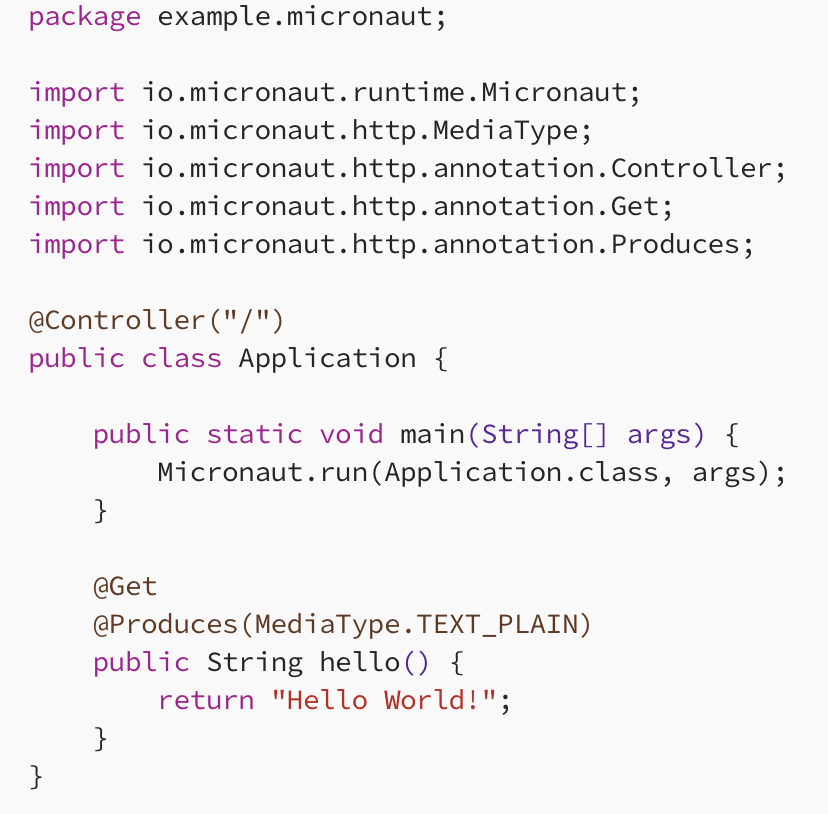 package example.micronaut;

import io.micronaut.runtime.Micronaut;
import io.micronaut.http.MediaType;
import io.micronaut.http.annotation.Controller;
import io.micronaut.http.annotation.Get;
import io.micronaut.http.annotation.Produces;

@Controller("/")
public class Application {

    public static void main(String[] args) {
        Micronaut.run(Application.class, args);
    }

    @Get
    @Produces(MediaType.TEXT_PLAIN)
    public String hello() {
        return "Hello World!";
    }
}